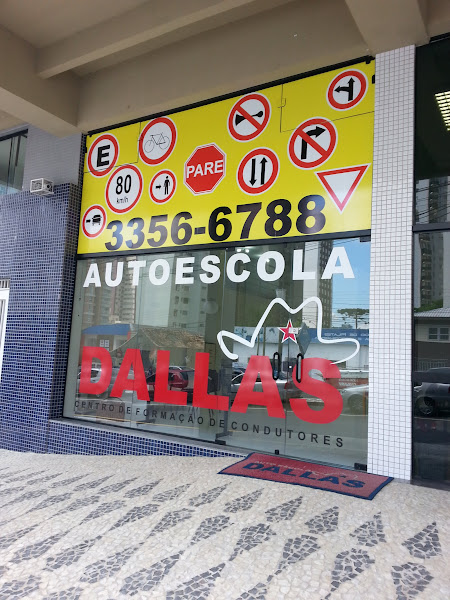 E
80
km/h
PARE
3356-6788
AUTOESCOLA
DALLAS
CENTRO DE FORMAÇÃO DE CONDUTORES
DALLAS